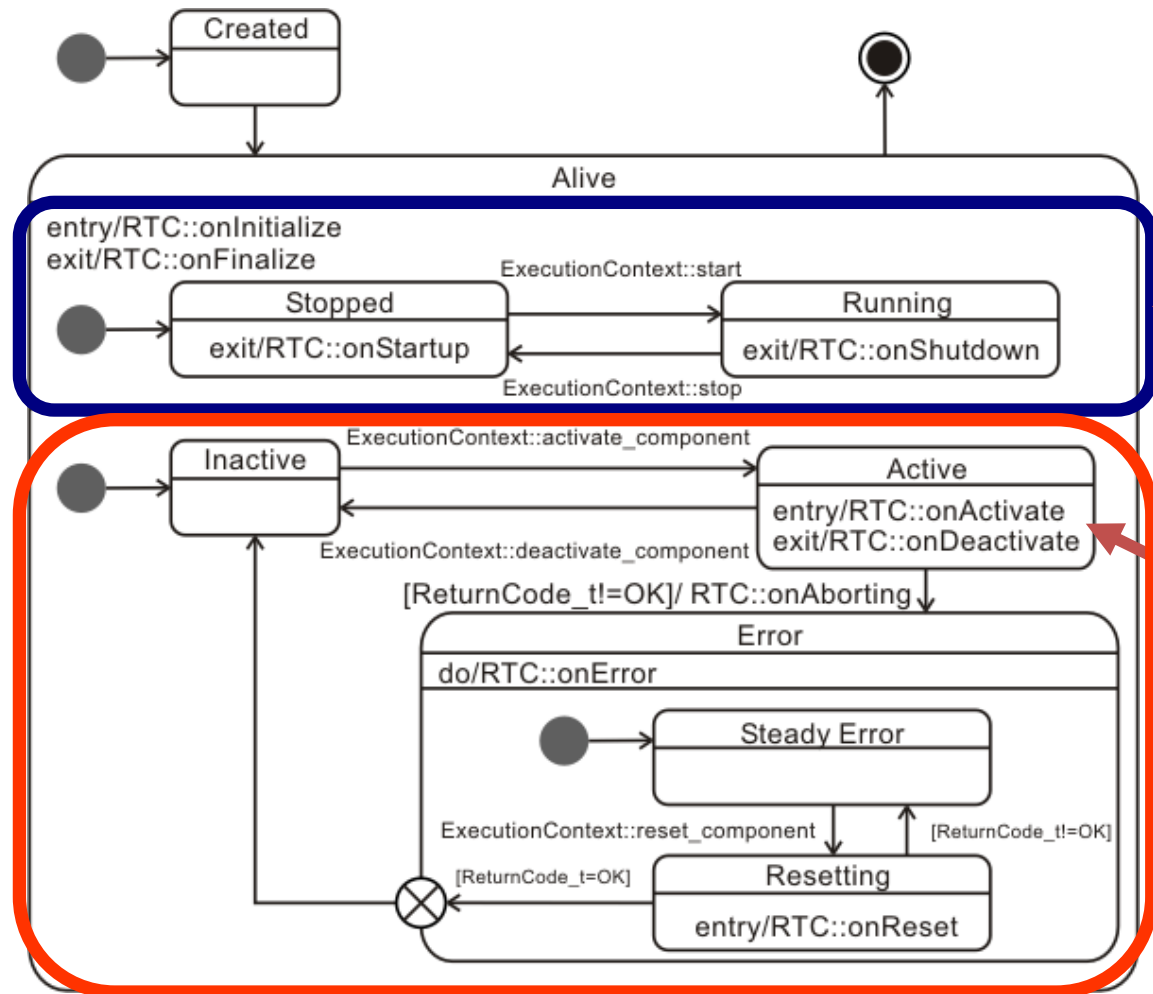 Created
Alive
entry/RTC::onInitialize
exit/RTC::onFinalize
ExecutionContext::start
Stopped
exit/RTC::onStartup
Running
exit/RTC::onShutdown
ExecutionContext::stop
ExecutionContext::activate_component
Inactive
Active
entry/RTC::onActivate
exit/RTC::onDeactivate
ExecutionContext::deactivate_component
[ReturnCode_t!=OK]/ RTC::onAborting
Error
do/RTC::onError
Steady Error
ExecutionContext::reset_component
[ReturnCode_t!=OK]
[ReturnCode_t=OK]
Resetting
entry/RTC::onReset